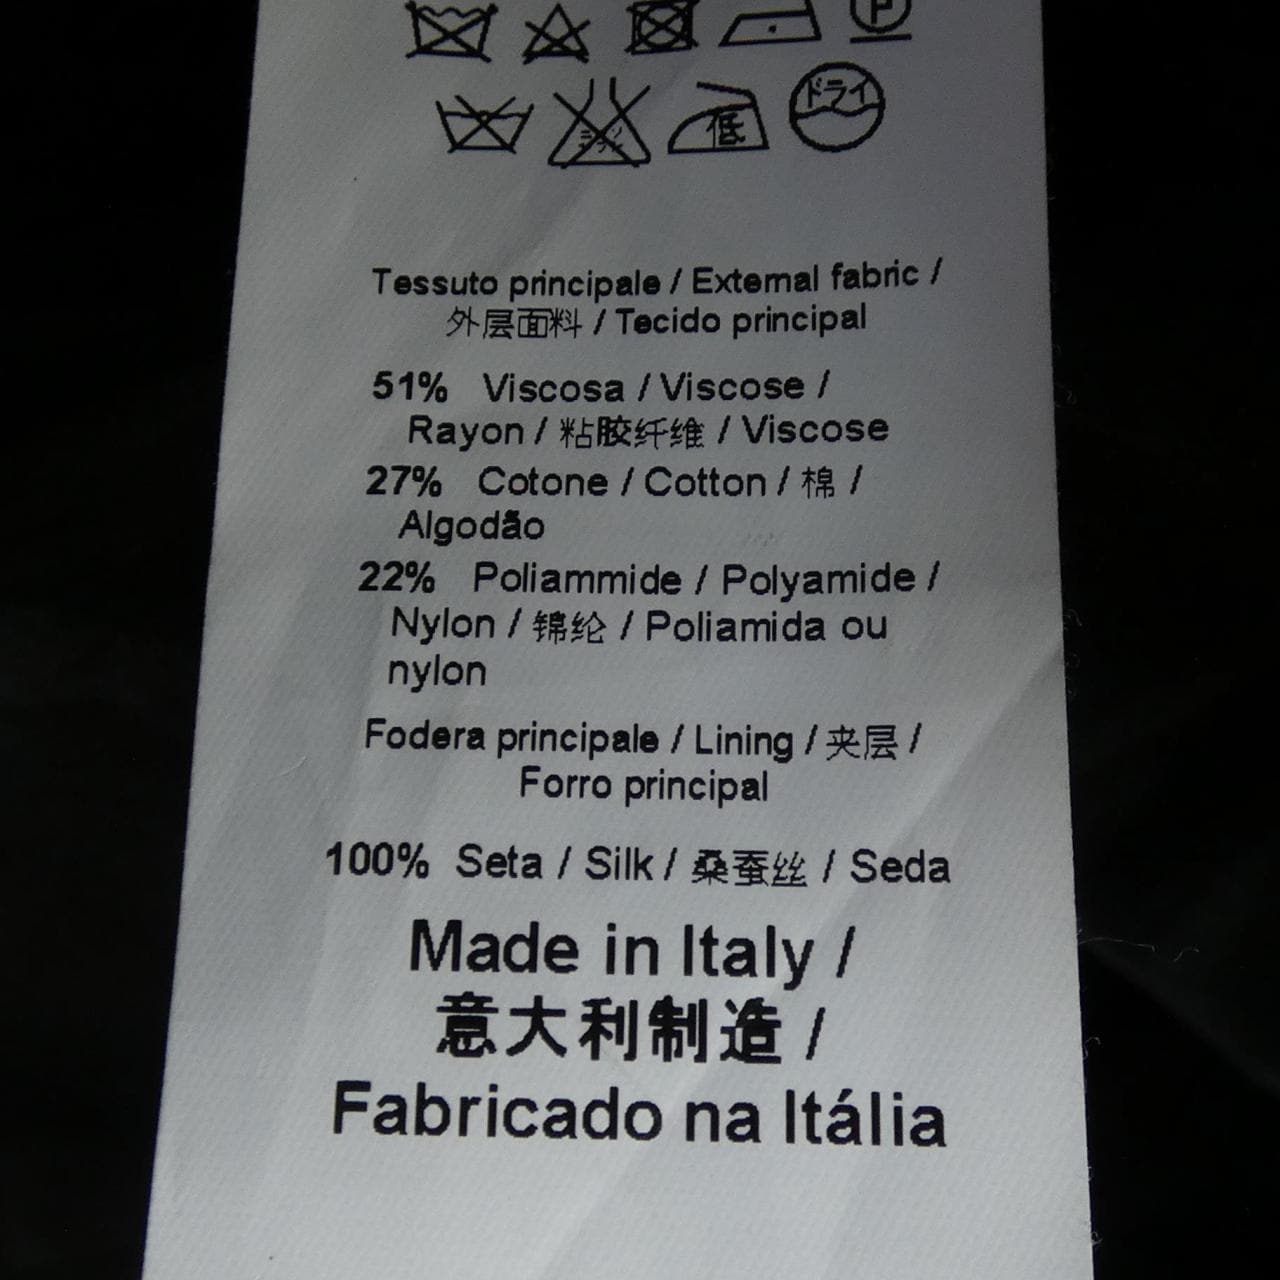 P
ドライ
低
Tessuto principale / External fabric /
外层面料 / Tecido principal
51% Viscosa / Viscose /
Rayon / 粘胶纤维 / Viscose
27% Cotone / Cotton / 棉 /
Algodão
22% Poliammide / Polyamide /
Nylon / 锦纶 / Poliamida ou
nylon
Fodera principale / Lining / 夹层 /
Forro principal
100% Seta / Silk / 桑蚕丝 / Seda
Made in Italy /
意大利制造 /
Fabricado na Itália